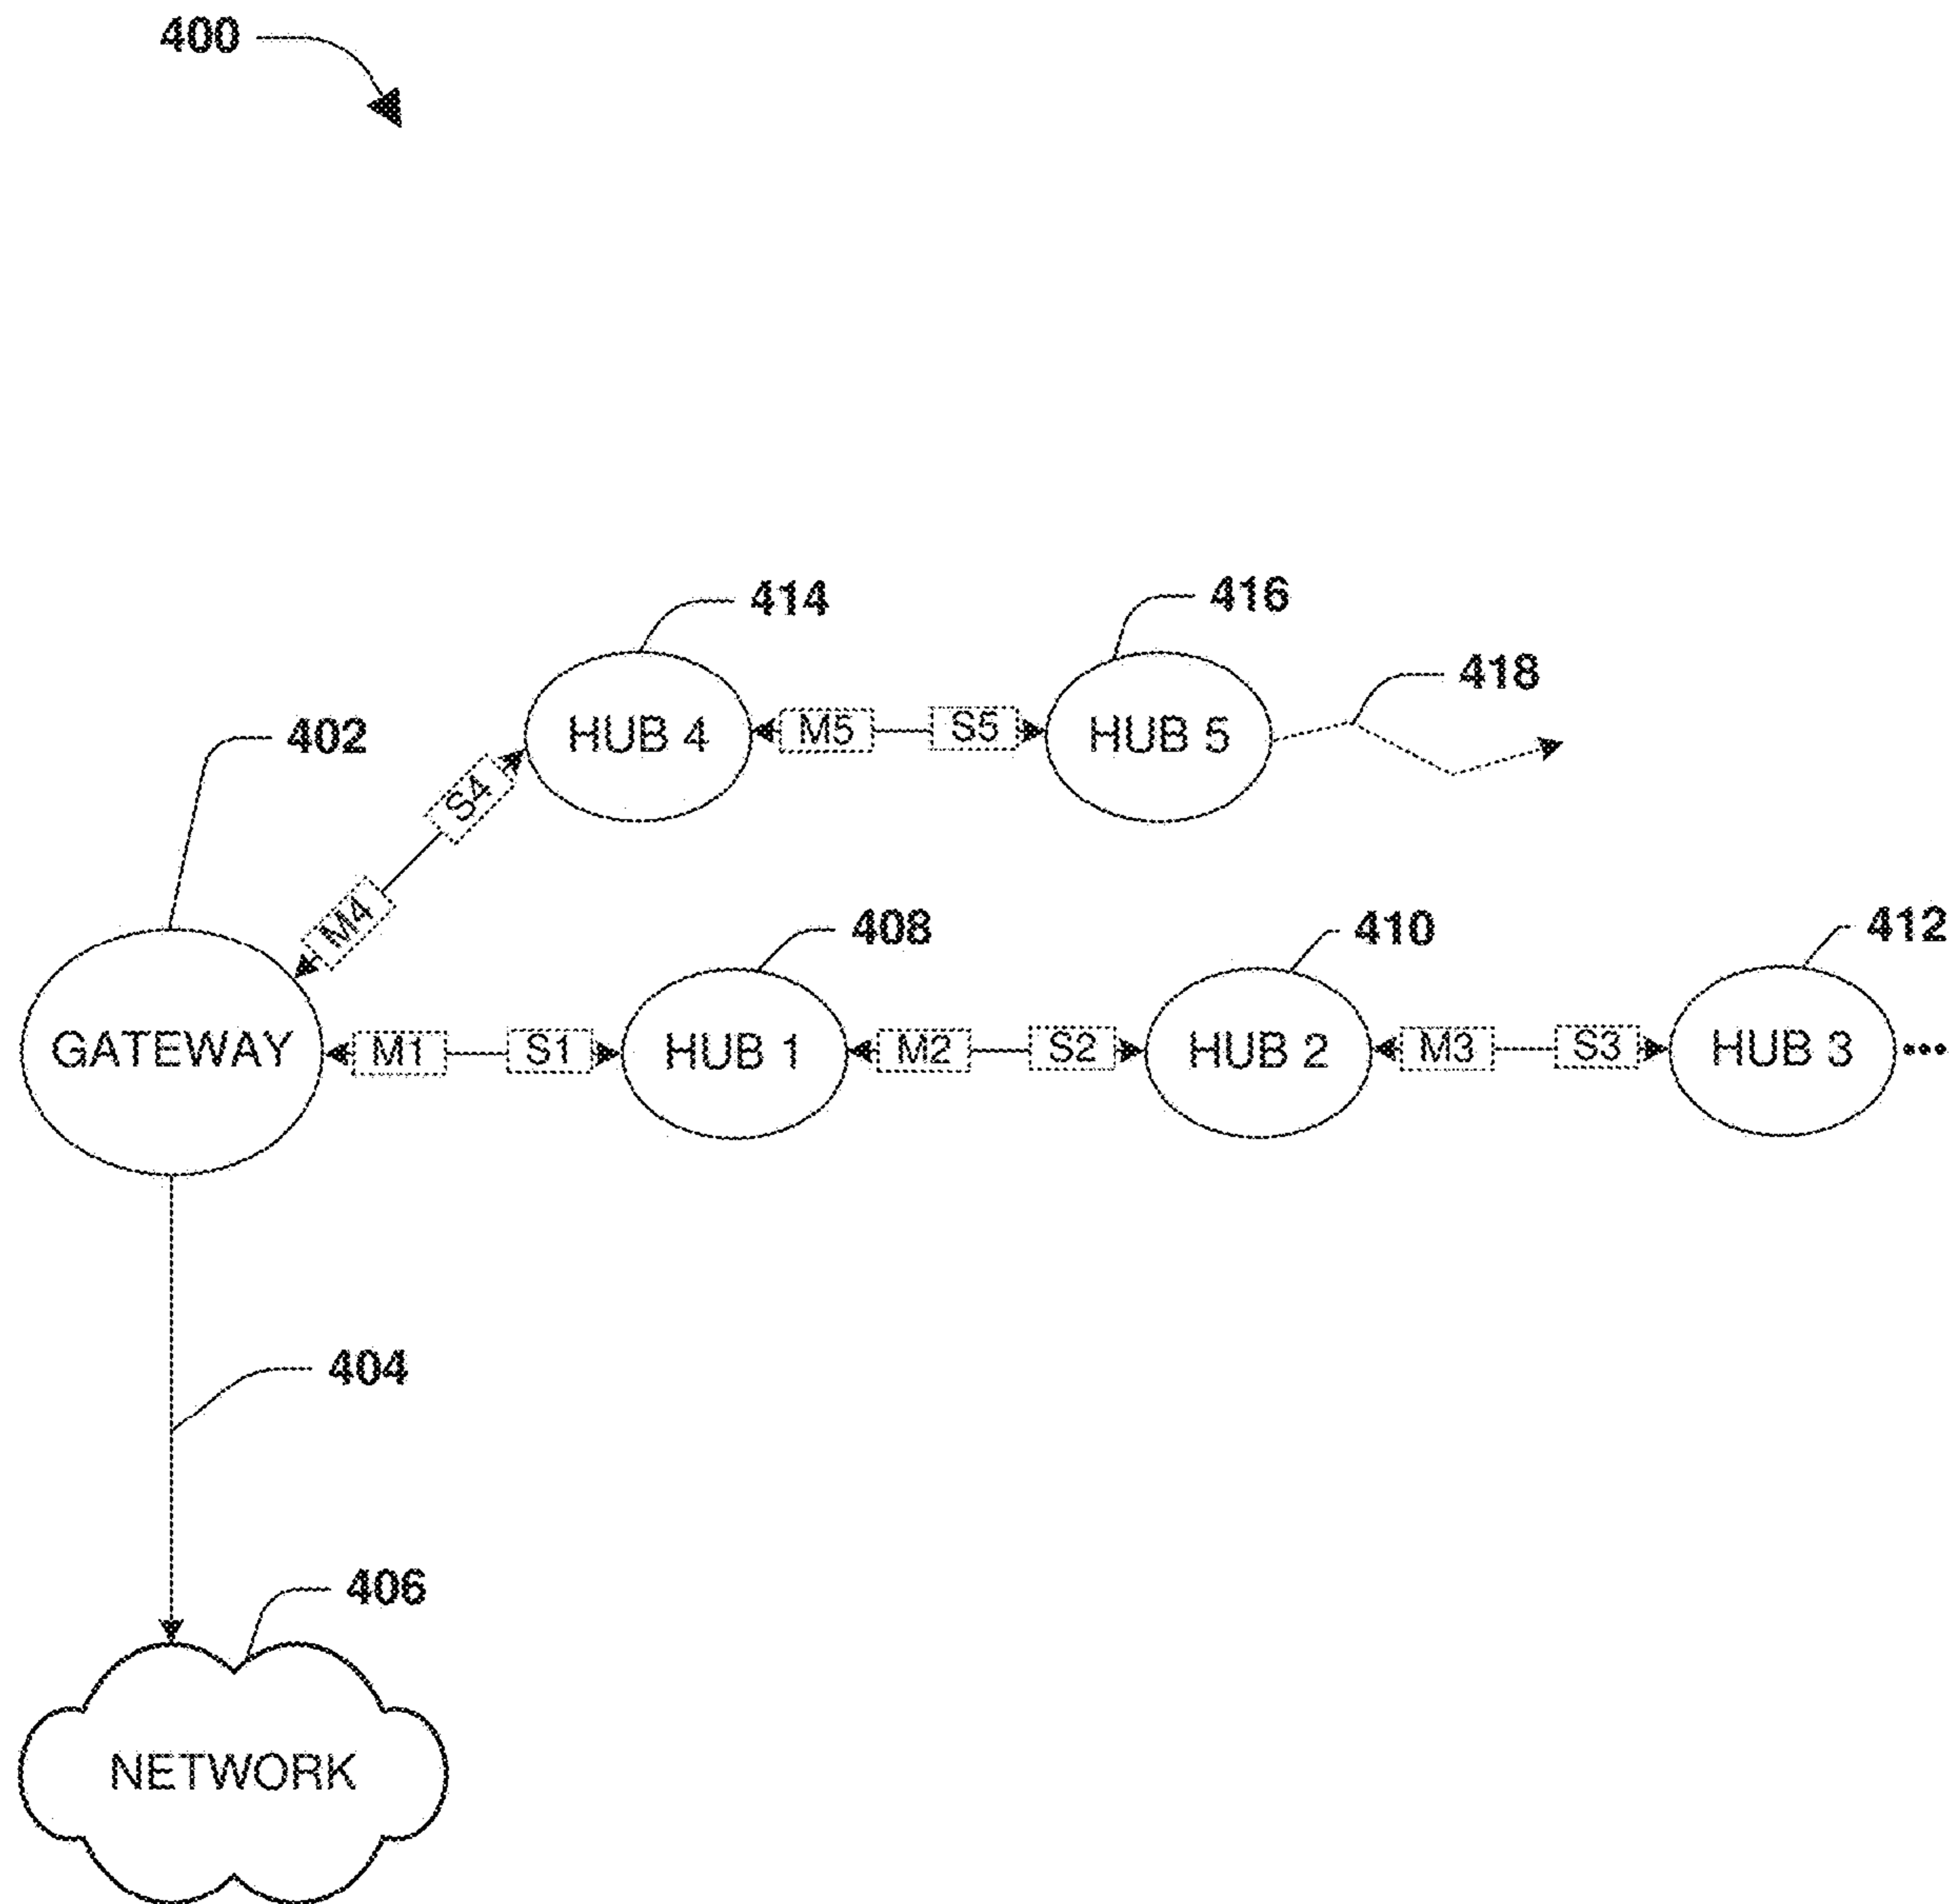 400
414
416
418
402
HUB 4
M5
S5
HUB 5
S4
M4
408
410
412
GATEWAY
M1
S1
HUB 1
M2
S2
HUB 2
M3
S3
HUB 3
•••
404
406
NETWORK